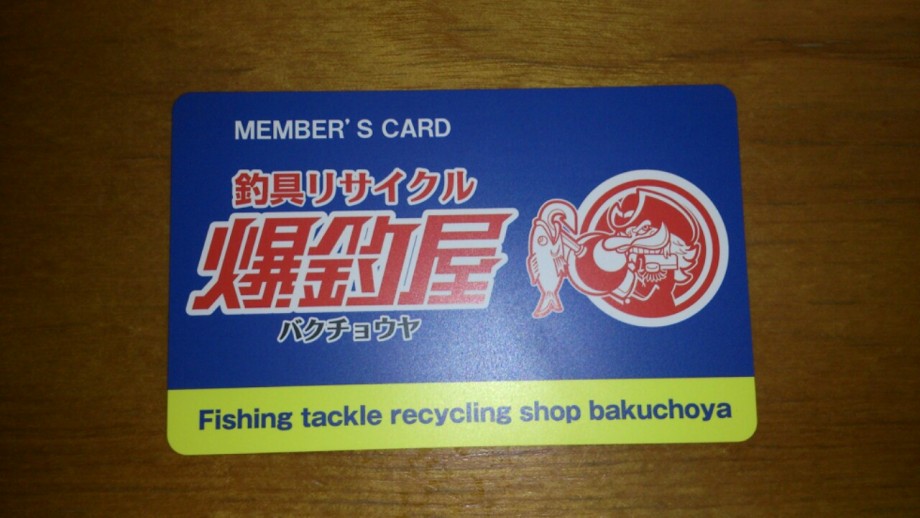 MEMBER'S CARD
釣具リサイクル
爆釣屋
バクチョウヤ
Fishing tackle recycling shop bakuchoya